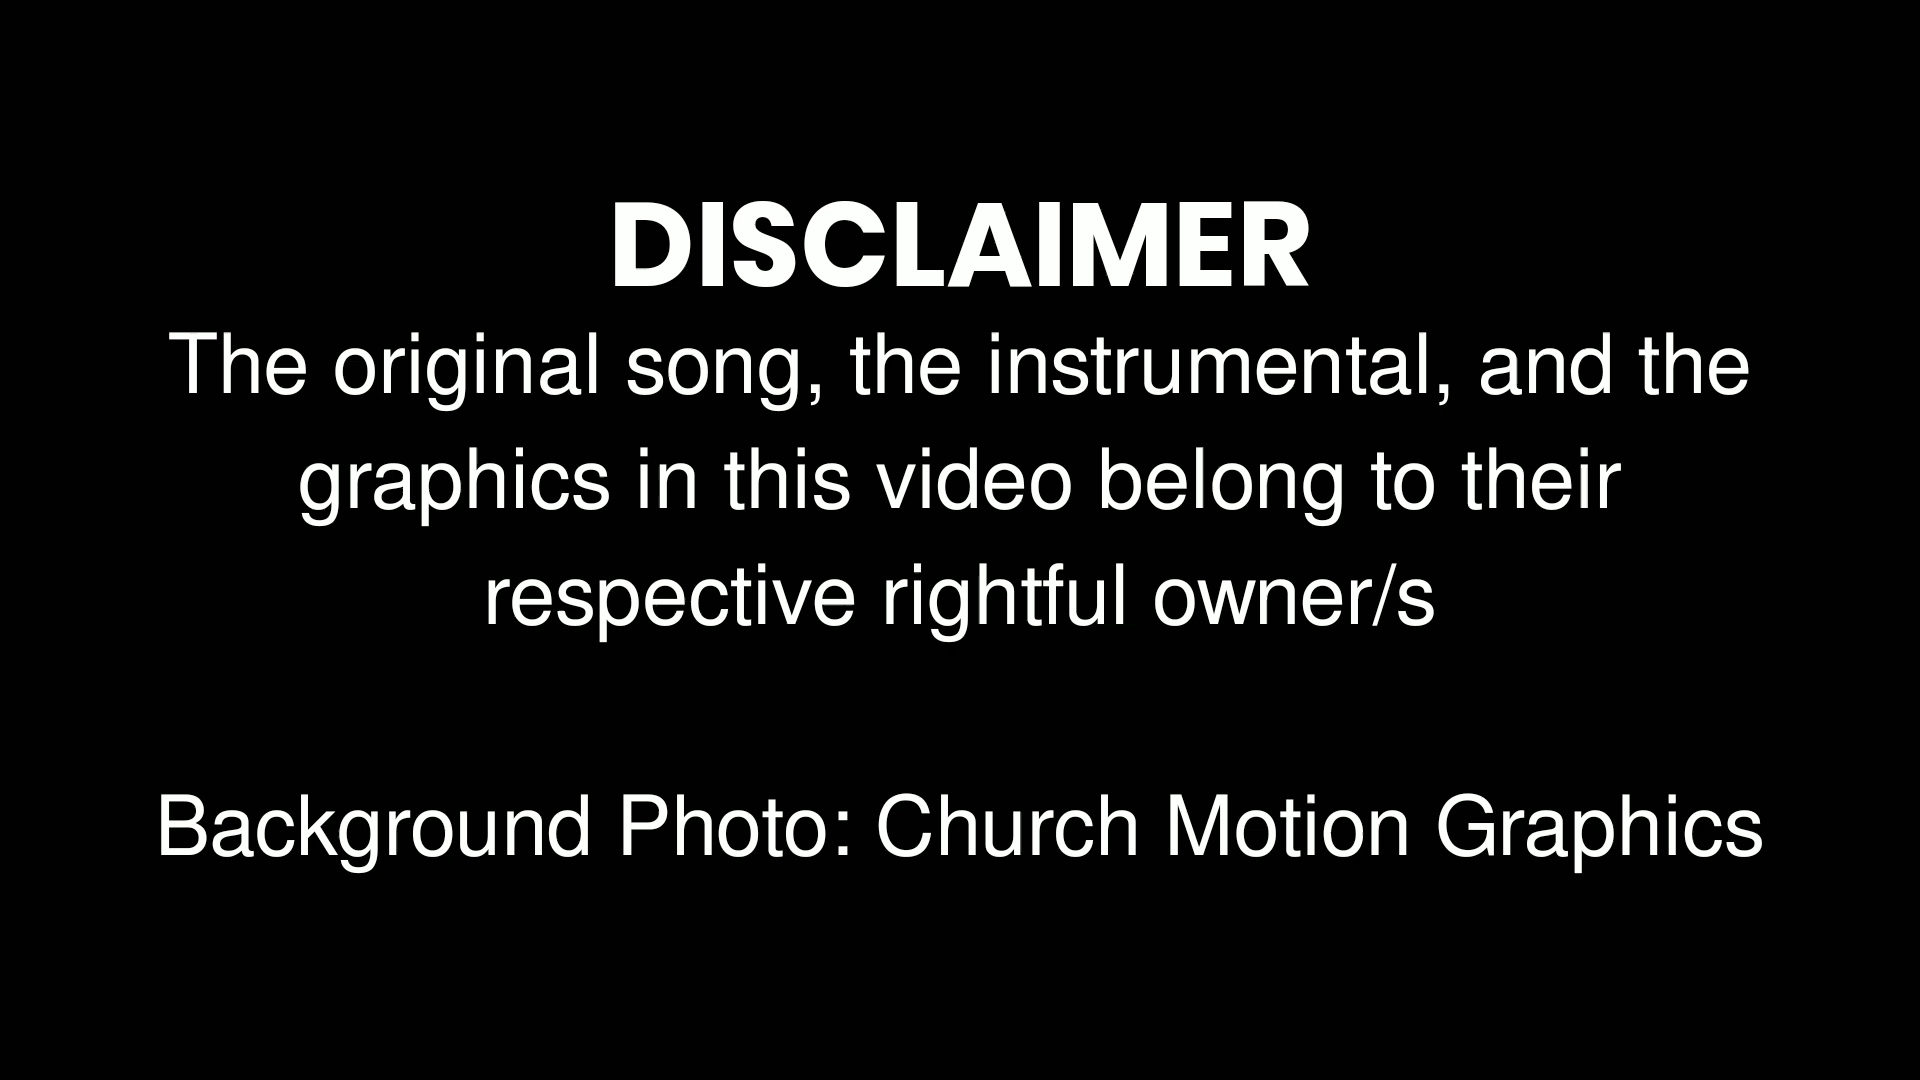 DISCLAIMER
The original song, the instrumental, and the
graphics in this video belong to their
respective rightful owner/s
Background Photo: Church Motion Graphics